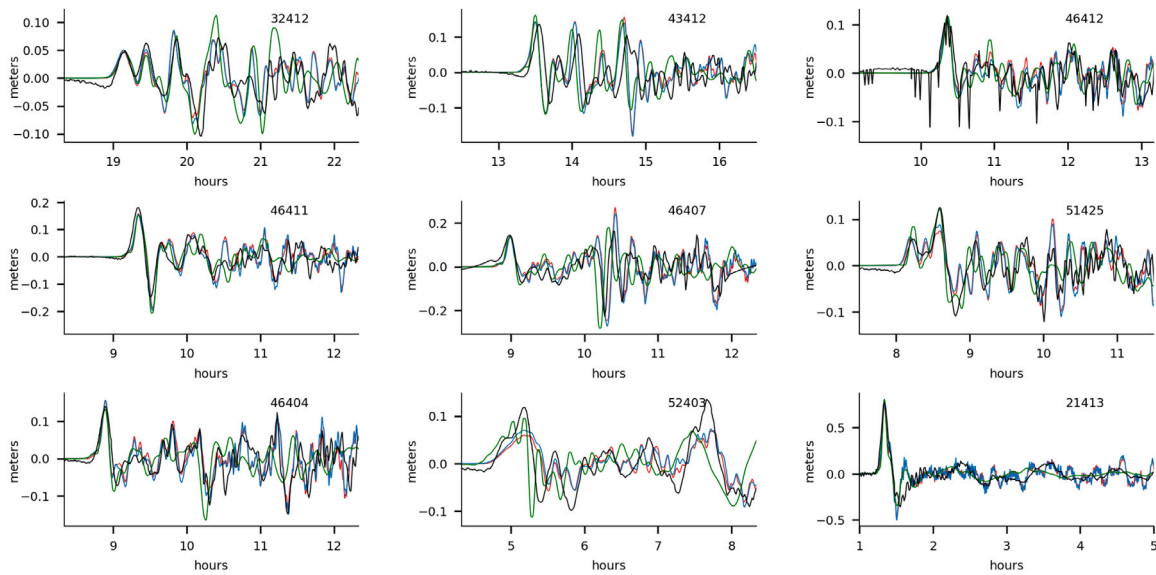 32412
0.10
0.05
0.00
−0.05
−0.10
meters
19 20 21 22
hours
43412
0.1
0.0
−0.1
meters
13 14 15 16
hours
46412
0.1
0.0
−0.1
meters
10 11 12 13
hours
46411
0.2
0.1
0.0
−0.1
−0.2
meters
9 10 11 12
hours
46407
0.2
0.0
−0.2
meters
9 10 11 12
hours
51425
0.1
0.0
−0.1
meters
8 9 10 11
hours
46404
0.1
0.0
−0.1
meters
9 10 11 12
hours
52403
0.1
0.0
−0.1
meters
5 6 7 8
hours
21413
0.5
0.0
−0.5
meters
1 2 3 4 5
hours